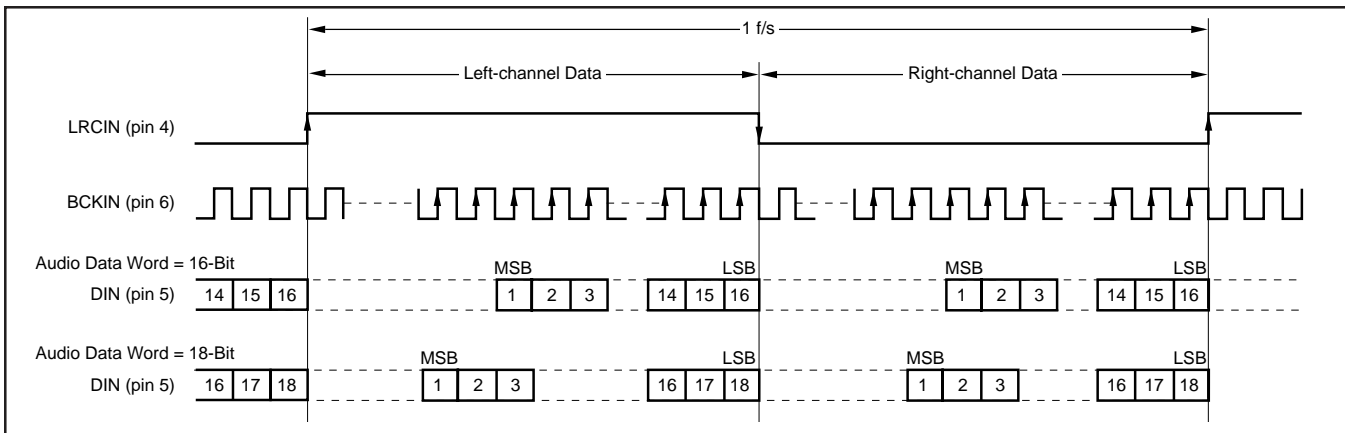 1 f/s
Left-channel Data Right-channel Data
LRCIN (pin 4)
BCKIN (pin 6)
Audio Data Word = 16-Bit
MSB LSB MSB LSB
DIN (pin 5) 14 15 16 1 2 3 14 15 16 1 2 3 14 15 16
Audio Data Word = 18-Bit
MSB LSB MSB LSB
DIN (pin 5) 16 17 18 1 2 3 16 17 18 1 2 3 16 17 18